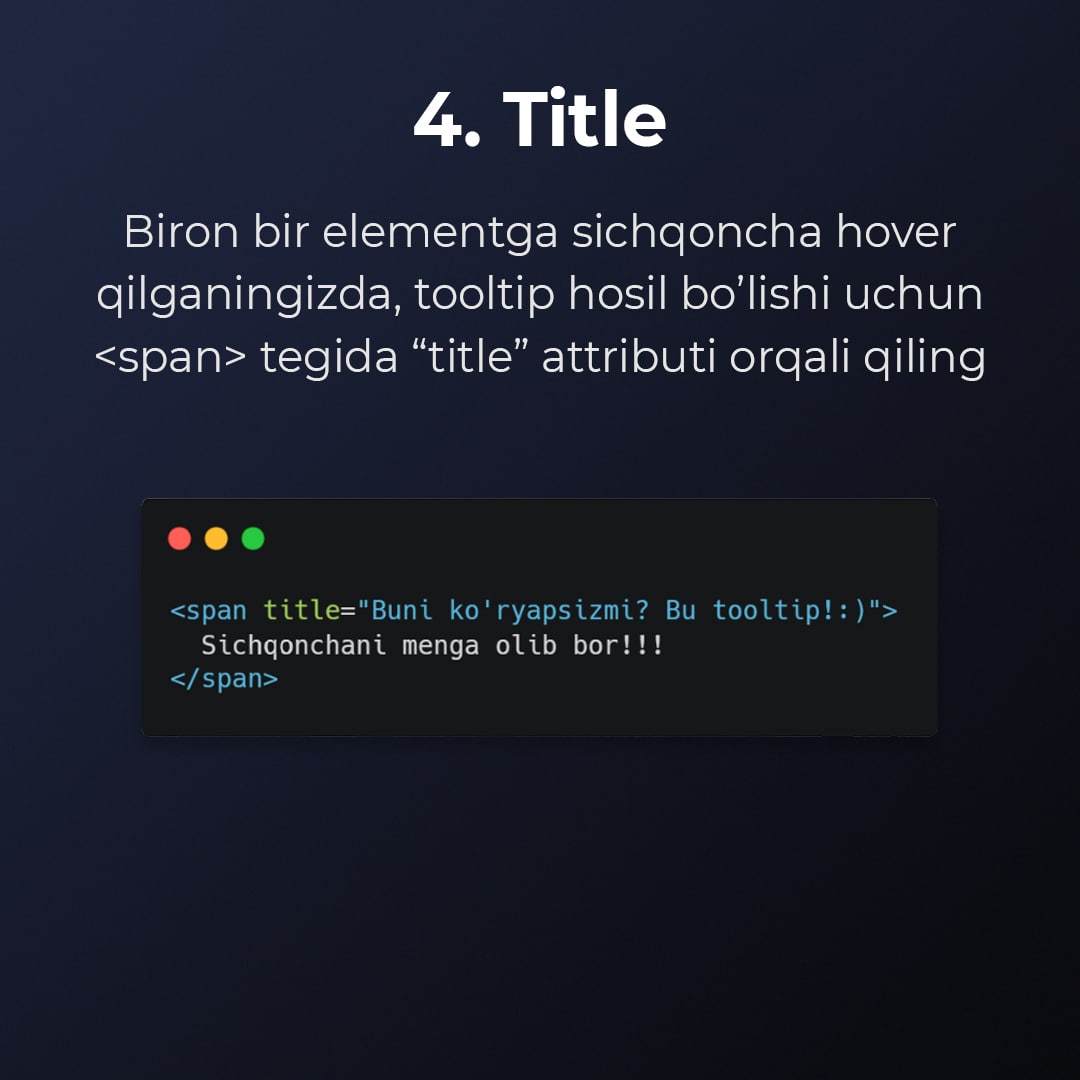 4. Title
Biron bir elementga sichqoncha hover
qilganingizda, tooltip hosil bo’lishi uchun
<span> tegida “title” attributi orqali qiling
<span title="Buni ko'ryapsizmi? Bu tooltip!:)">
Sichqonchani menga olib bor!!!
</span>